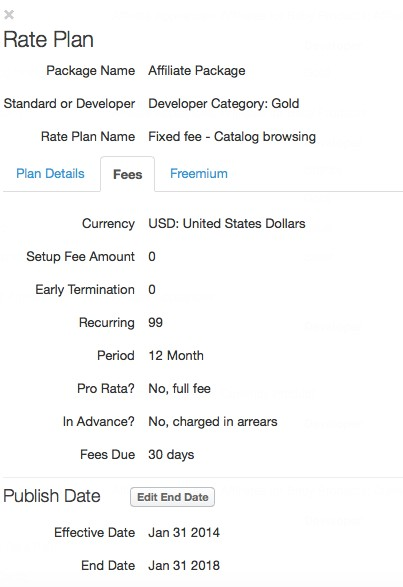 ×
Rate Plan
Package Name Affiliate Package
Standard or Developer Developer Category: Gold
Rate Plan Name Fixed fee - Catalog browsing
Plan Details Fees Freemium
Currency USD: United States Dollars
Setup Fee Amount 0
Early Termination 0
Recurring 99
Period 12 Month
Pro Rata? No, full fee
In Advance? No, charged in arrears
Fees Due 30 days
Publish Date Edit End Date
Effective Date Jan 31 2014
End Date Jan 31 2018